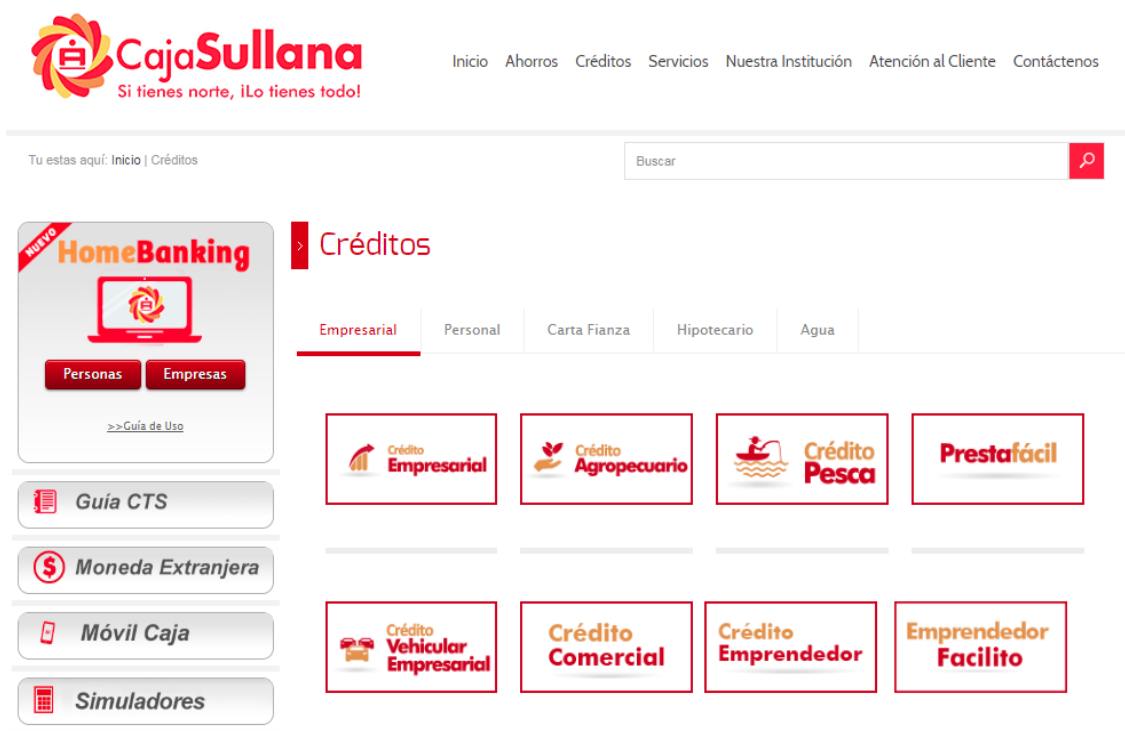 CajaSullana
Si tienes norte, ¡Lo tienes todo!
Inicio Ahorros Créditos Servicios Nuestra Institución Atención al Cliente Contáctenos
Tu estas aquí: Inicio | Créditos
Buscar
NUEVO
HomeBanking
Personas Empresas
>>Guía de Uso
Guía CTS
Moneda Extranjera
Móvil Caja
Simuladores
Créditos
Empresarial Personal Carta Fianza Hipotecario Agua
Crédito
Empresarial
Crédito
Agropecuario
Crédito
Pesca
Prestafácil
Crédito
Vehicular
Empresarial
Crédito
Comercial
Crédito
Emprendedor
Emprendedor
Facilito